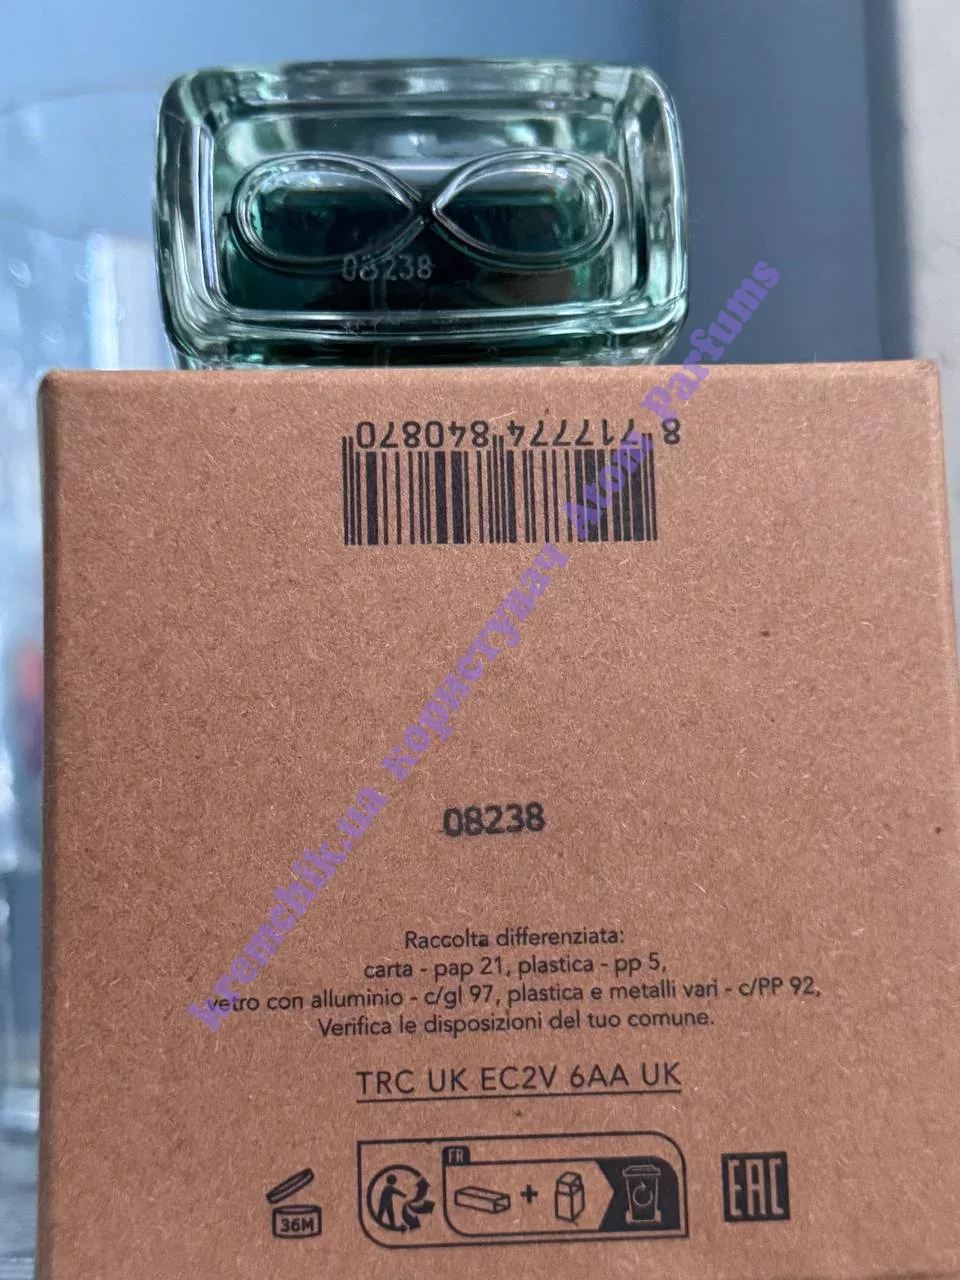 08238
8 717774 840870
08238
Raccolta differenziata:
carta - pap 21, plastica - pp 5,
vetro con alluminio - c/gl 97, plastica e metalli vari - c/PP 92,
Verifica le disposizioni del tuo comune.
TRC UK EC2V 6AA UK
FR
+
36M
EAC
kremchik.ua користувач Atom Parfums